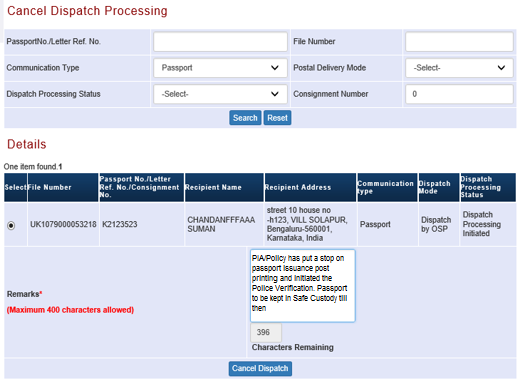 Cancel Dispatch Processing
PassportNo./Letter Ref. No.
File Number
Communication Type
Passport
Postal Delivery Mode
-Select-
Dispatch Processing Status
-Select-
Consignment Number
0
Search
Reset
Details
One item found.1
Select
File Number
Passport No./Letter
Ref. No./Consignment
No.
Recipient Name
Recipient Address
Communication
type
Dispatch
Mode
Dispatch
Processing
Status
UK1079000053218
K2123523
CHANDANFFFAAA
SUMAN
street 10 house no
-h123, VILL SOLAPUR,
Bengaluru-560001,
Karnataka, India
Passport
Dispatch
by OSP
Dispatch
Processing
Initiated
Remarks*
(Maximum 400 characters allowed)
PIA/Policy has put a stop on
passport issuance post
printing and initiated the
Police Verification. Passport
to be kept in Safe Custody till
then
396
Characters Remaining
Cancel Dispatch